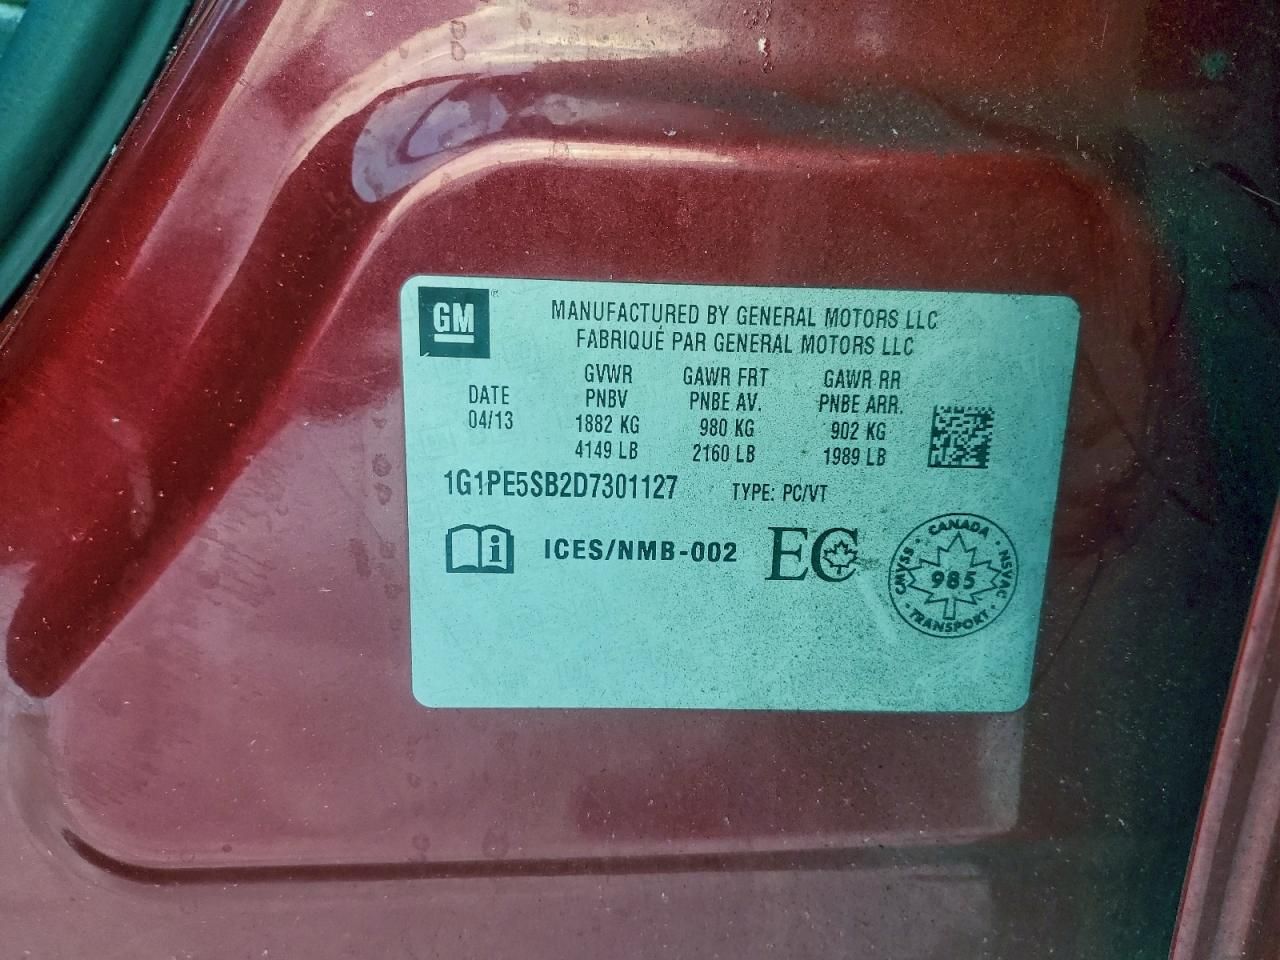 GM
MANUFACTURED BY GENERAL MOTORS LLC
FABRIQUÉ PAR GENERAL MOTORS LLC
DATE
04/13
GVWR
PNBV
1882 KG
4149 LB
GAWR FRT
PNBE AV.
980 KG
2160 LB
GAWR RR
PNBE ARR.
902 KG
1989 LB
1G1PE5SB2D7301127 TYPE: PC/VT
i ICES/NMB-002 EC
CANADA
CMVSS
NSVAC
985
TRANSPORT